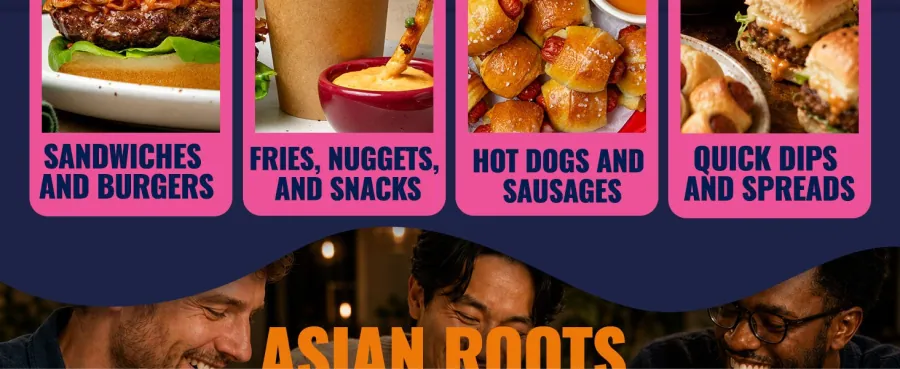 SANDWICHES
AND BURGERS
FRIES, NUGGETS,
AND SNACKS
HOT DOGS AND
SAUSAGES
QUICK DIPS
AND SPREADS
ASIAN ROOTS